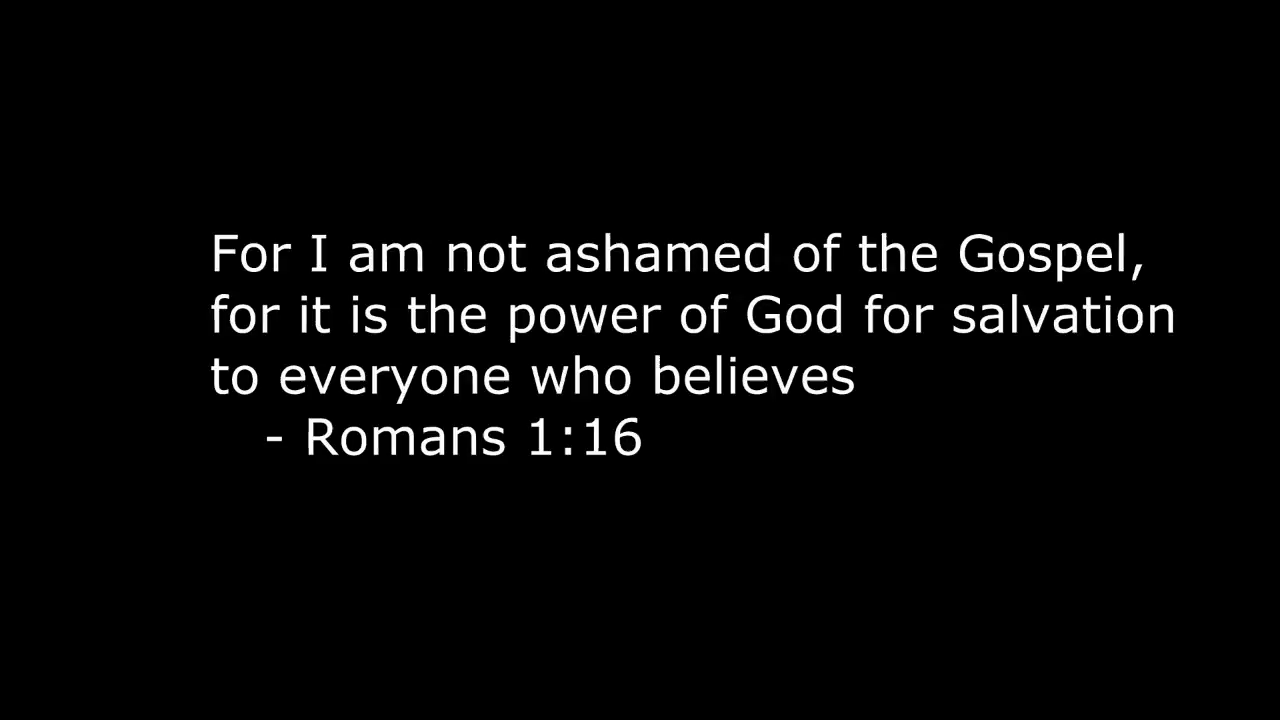 For I am not ashamed of the Gospel,
for it is the power of God for salvation
to everyone who believes
- Romans 1:16